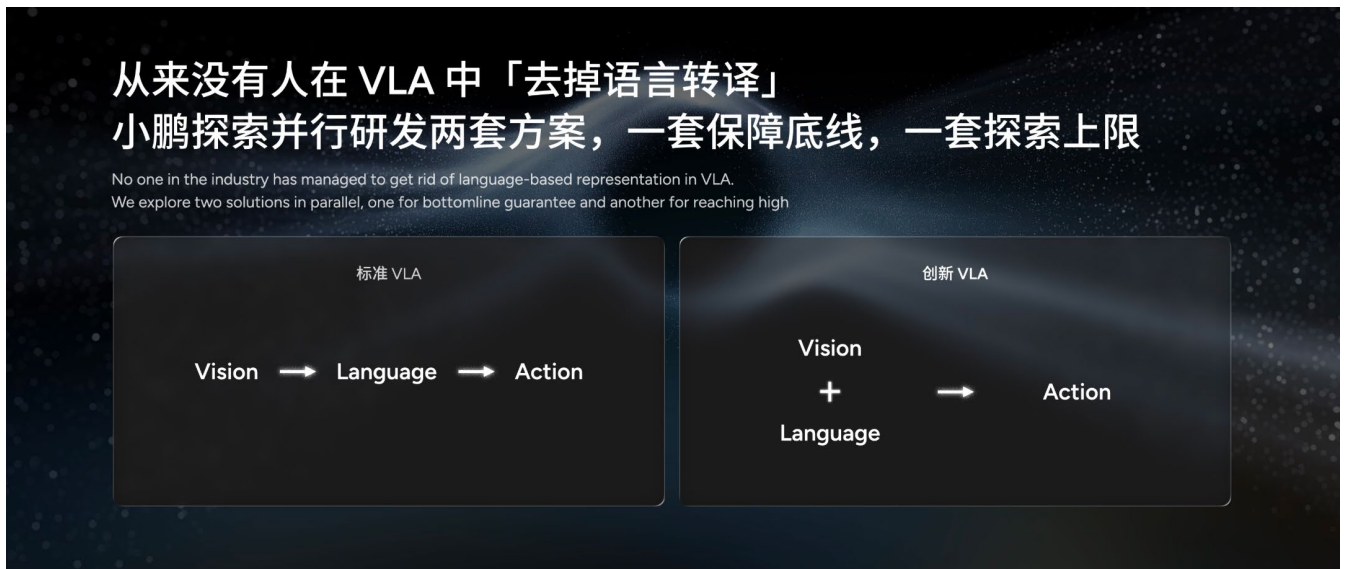 从来没有人在 VLA 中「去掉语言转译」
小鹏探索并行研发两套方案，一套保障底线，一套探索上限
No one in the industry has managed to get rid of language-based representation in VLA.
We explore two solutions in parallel, one for bottomline guarantee and another for reaching high
标准 VLA
Vision → Language → Action
创新 VLA
Vision
+
Language
→ Action